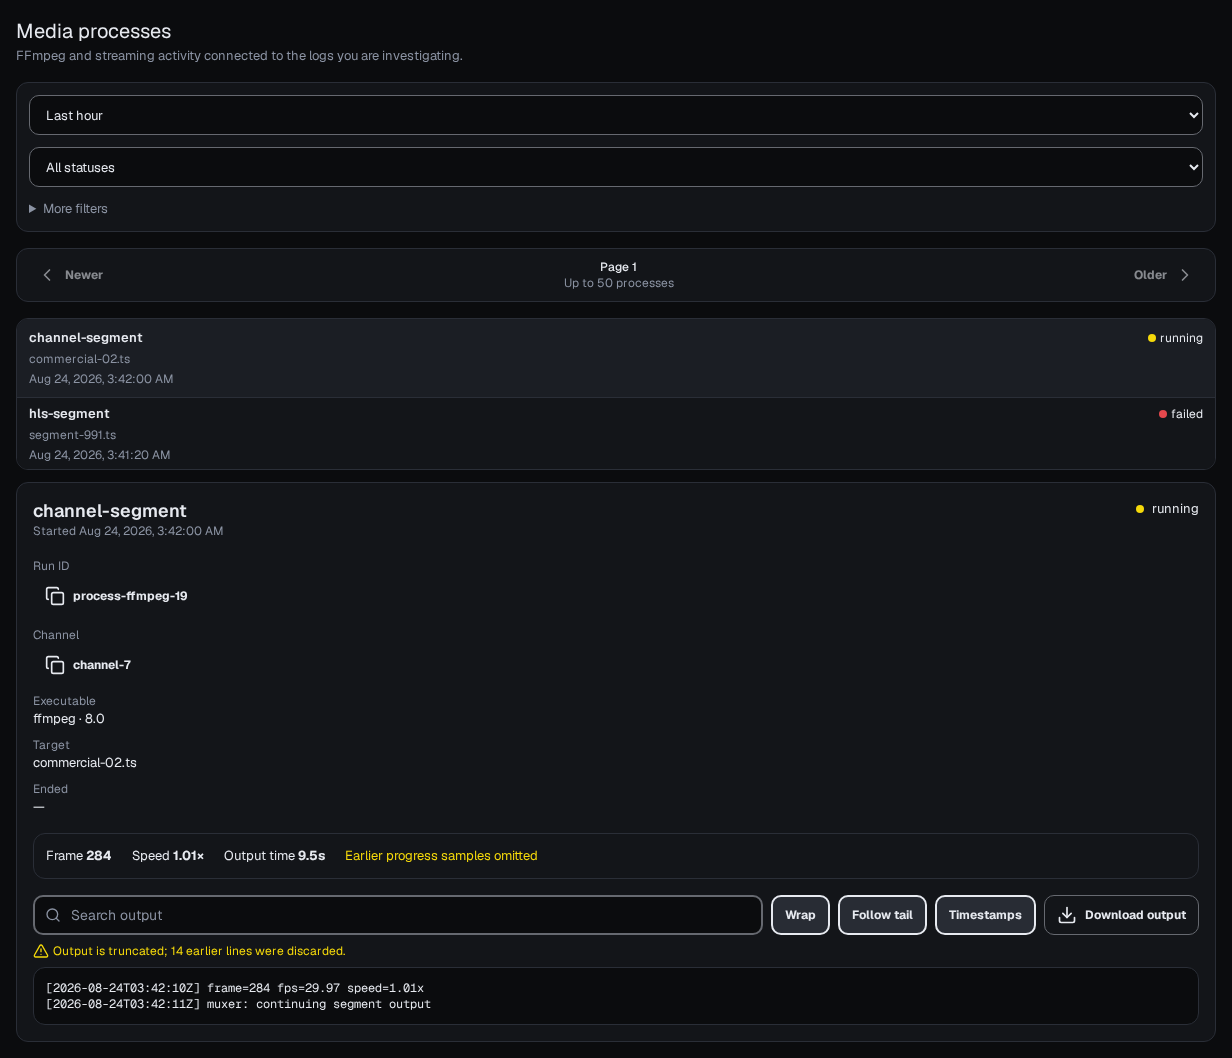 Media processes
FFmpeg and streaming activity connected to the logs you are investigating.
Last hour
All statuses
More filters
Newer
Page 1
Up to 50 processes
Older
channel-segment
running
commercial-02.ts
Aug 24, 2026, 3:42:00 AM
hls-segment
failed
segment-991.ts
Aug 24, 2026, 3:41:20 AM
channel-segment
running
Started Aug 24, 2026, 3:42:00 AM
Run ID
process-ffmpeg-19
Channel
channel-7
Executable
ffmpeg · 8.0
Target
commercial-02.ts
Ended
—
Frame 284 Speed 1.01× Output time 9.5s Earlier progress samples omitted
Search output
Wrap
Follow tail
Timestamps
Download output
Output is truncated; 14 earlier lines were discarded.
[2026-08-24T03:42:10Z] frame=284 fps=29.97 speed=1.01x
[2026-08-24T03:42:11Z] muxer: continuing segment output